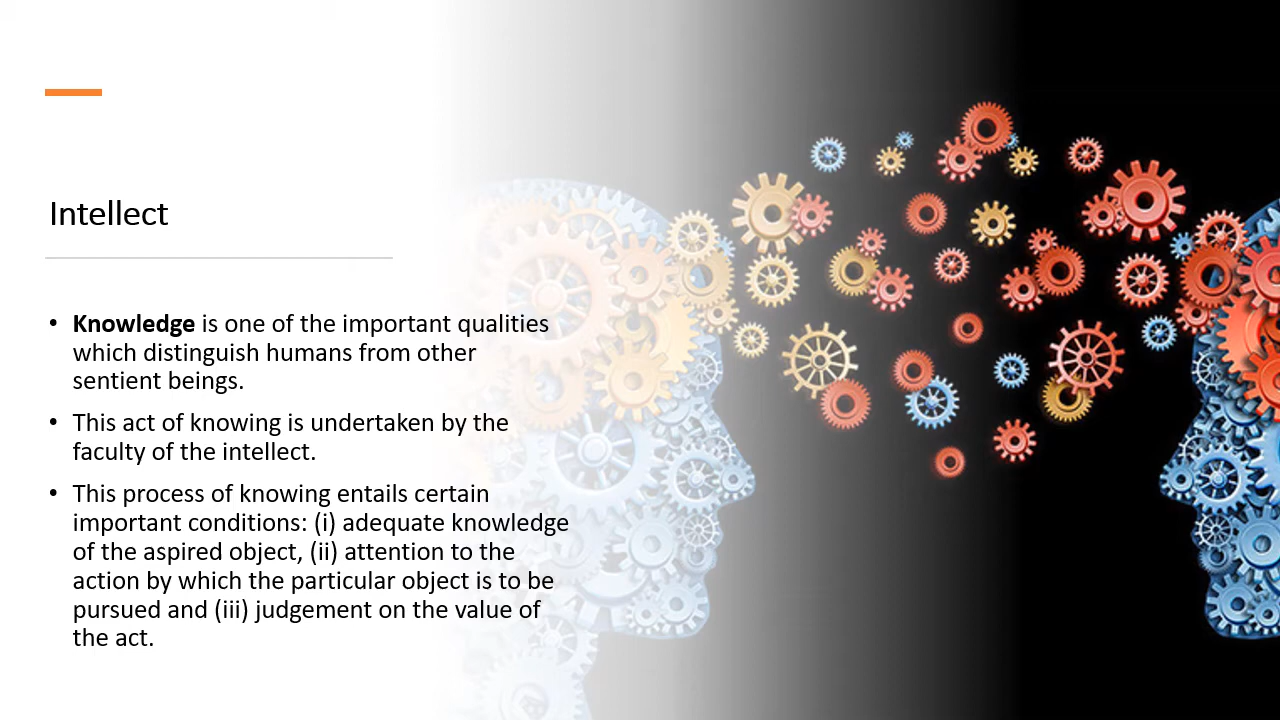 Intellect
• Knowledge is one of the important qualities
which distinguish humans from other
sentient beings.
• This act of knowing is undertaken by the
faculty of the intellect.
• This process of knowing entails certain
important conditions: (i) adequate knowledge
of the aspired object, (ii) attention to the
action by which the particular object is to be
pursued and (iii) judgement on the value of
the act.